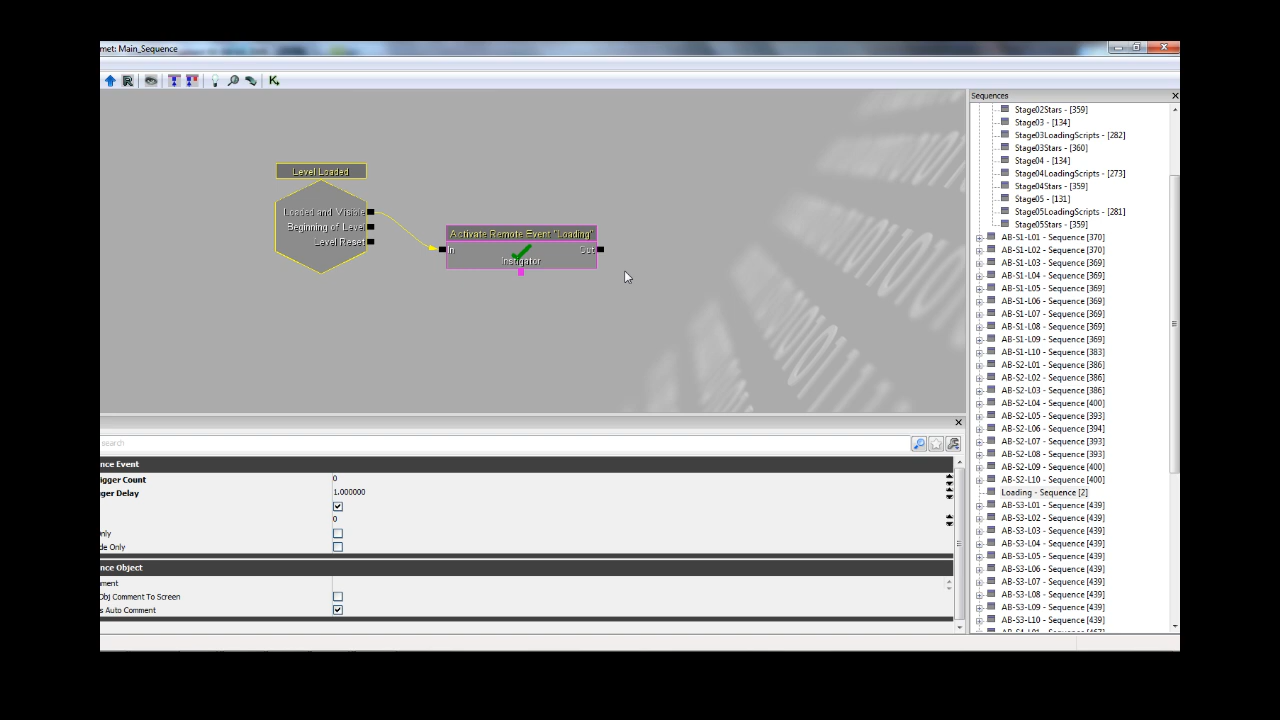 met: Main_Sequence
Sequences
Stage02Stars - [359]
Stage03 - [134]
Stage03LoadingScripts - [282]
Stage03Stars - [360]
Stage04 - [134]
Stage04LoadingScripts - [273]
Stage04Stars - [359]
Stage05 - [131]
Stage05LoadingScripts - [281]
Stage05Stars - [359]
AB-S1-L01 - Sequence [370]
AB-S1-L02 - Sequence [370]
AB-S1-L03 - Sequence [369]
AB-S1-L04 - Sequence [369]
AB-S1-L05 - Sequence [369]
AB-S1-L06 - Sequence [369]
AB-S1-L07 - Sequence [369]
AB-S1-L08 - Sequence [369]
AB-S1-L09 - Sequence [369]
AB-S1-L10 - Sequence [383]
AB-S2-L01 - Sequence [386]
AB-S2-L02 - Sequence [386]
AB-S2-L03 - Sequence [386]
AB-S2-L04 - Sequence [400]
AB-S2-L05 - Sequence [393]
AB-S2-L06 - Sequence [394]
AB-S2-L07 - Sequence [393]
AB-S2-L08 - Sequence [393]
AB-S2-L09 - Sequence [400]
AB-S2-L10 - Sequence [400]
Loading - Sequence [2]
AB-S3-L01 - Sequence [439]
AB-S3-L02 - Sequence [439]
AB-S3-L03 - Sequence [439]
AB-S3-L04 - Sequence [439]
AB-S3-L05 - Sequence [439]
AB-S3-L06 - Sequence [439]
AB-S3-L07 - Sequence [439]
AB-S3-L08 - Sequence [439]
AB-S3-L09 - Sequence [439]
AB-S3-L10 - Sequence [439]
Level Loaded
Loaded and Visible
Beginning of Level
Level Reset
Activate Remote Event "Loading"
In Out
Instigator
search
nce Event
igger Count 0
ger Delay 1.000000
0
nly
de Only
nce Object
ment
Obj Comment To Screen
s Auto Comment